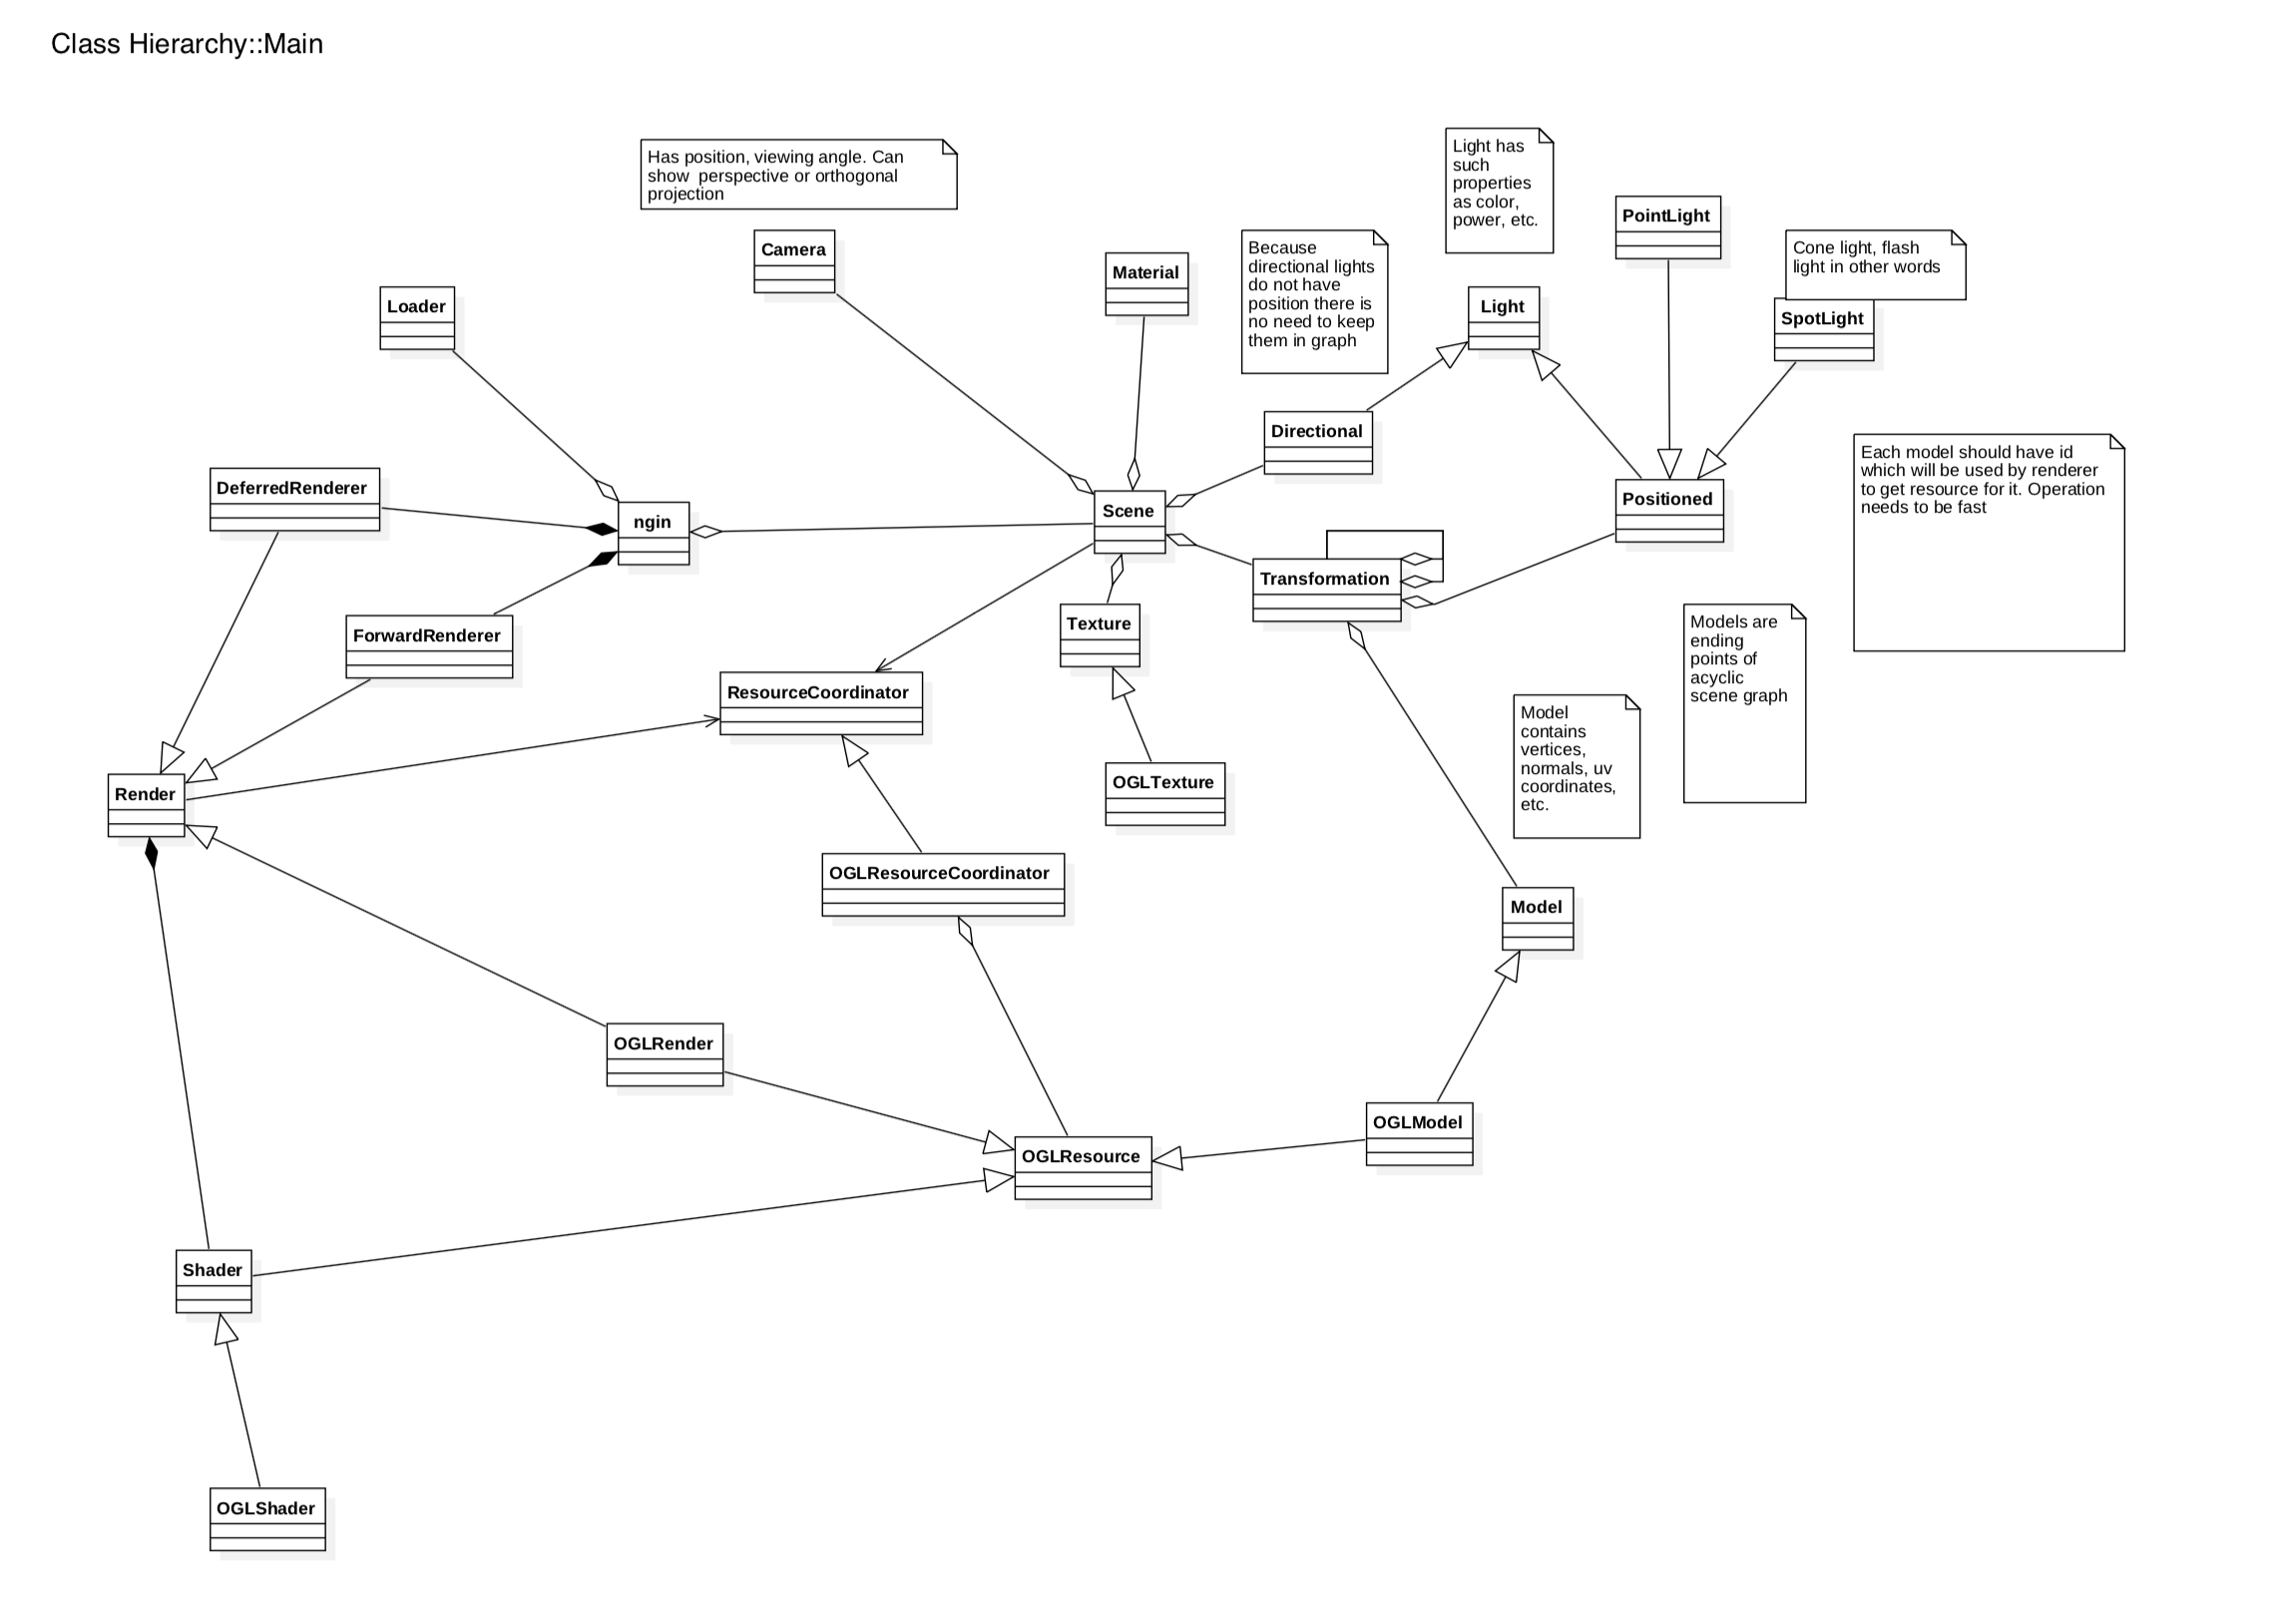 Class Hierarchy::Main
Has position, viewing angle. Can
show  perspective or orthogonal
projection
Light has
such
properties
as color,
power, etc.
PointLight
Cone light, flash
light in other words
Camera
Material
Because
directional lights
do not have
position there is
no need to keep
them in graph
Loader
Light
SpotLight
Directional
Each model should have id
which will be used by renderer
to get resource for it. Operation
needs to be fast
DeferredRenderer
ngin
Scene
Positioned
Transformation
Texture
ForwardRenderer
Models are
ending
points of
acyclic
scene graph
ResourceCoordinator
Model
contains
vertices,
normals, uv
coordinates,
etc.
OGLTexture
Render
OGLResourceCoordinator
Model
OGLRender
OGLModel
OGLResource
Shader
OGLShader